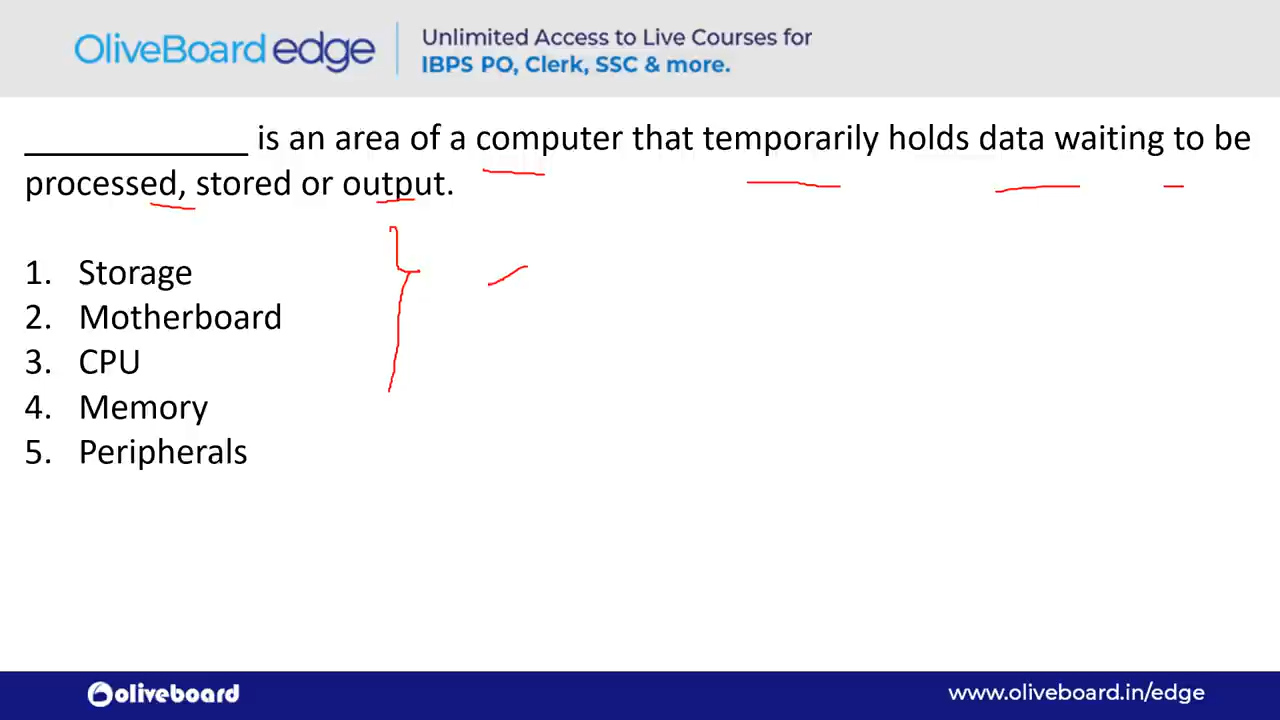 OliveBoard edge
Unlimited Access to Live Courses for
IBPS PO, Clerk, SSC & more.
_____________ is an area of a computer that temporarily holds data waiting to be
processed, stored or output.
1. Storage
2. Motherboard
3. CPU
4. Memory
5. Peripherals
oliveboard
www.oliveboard.in/edge